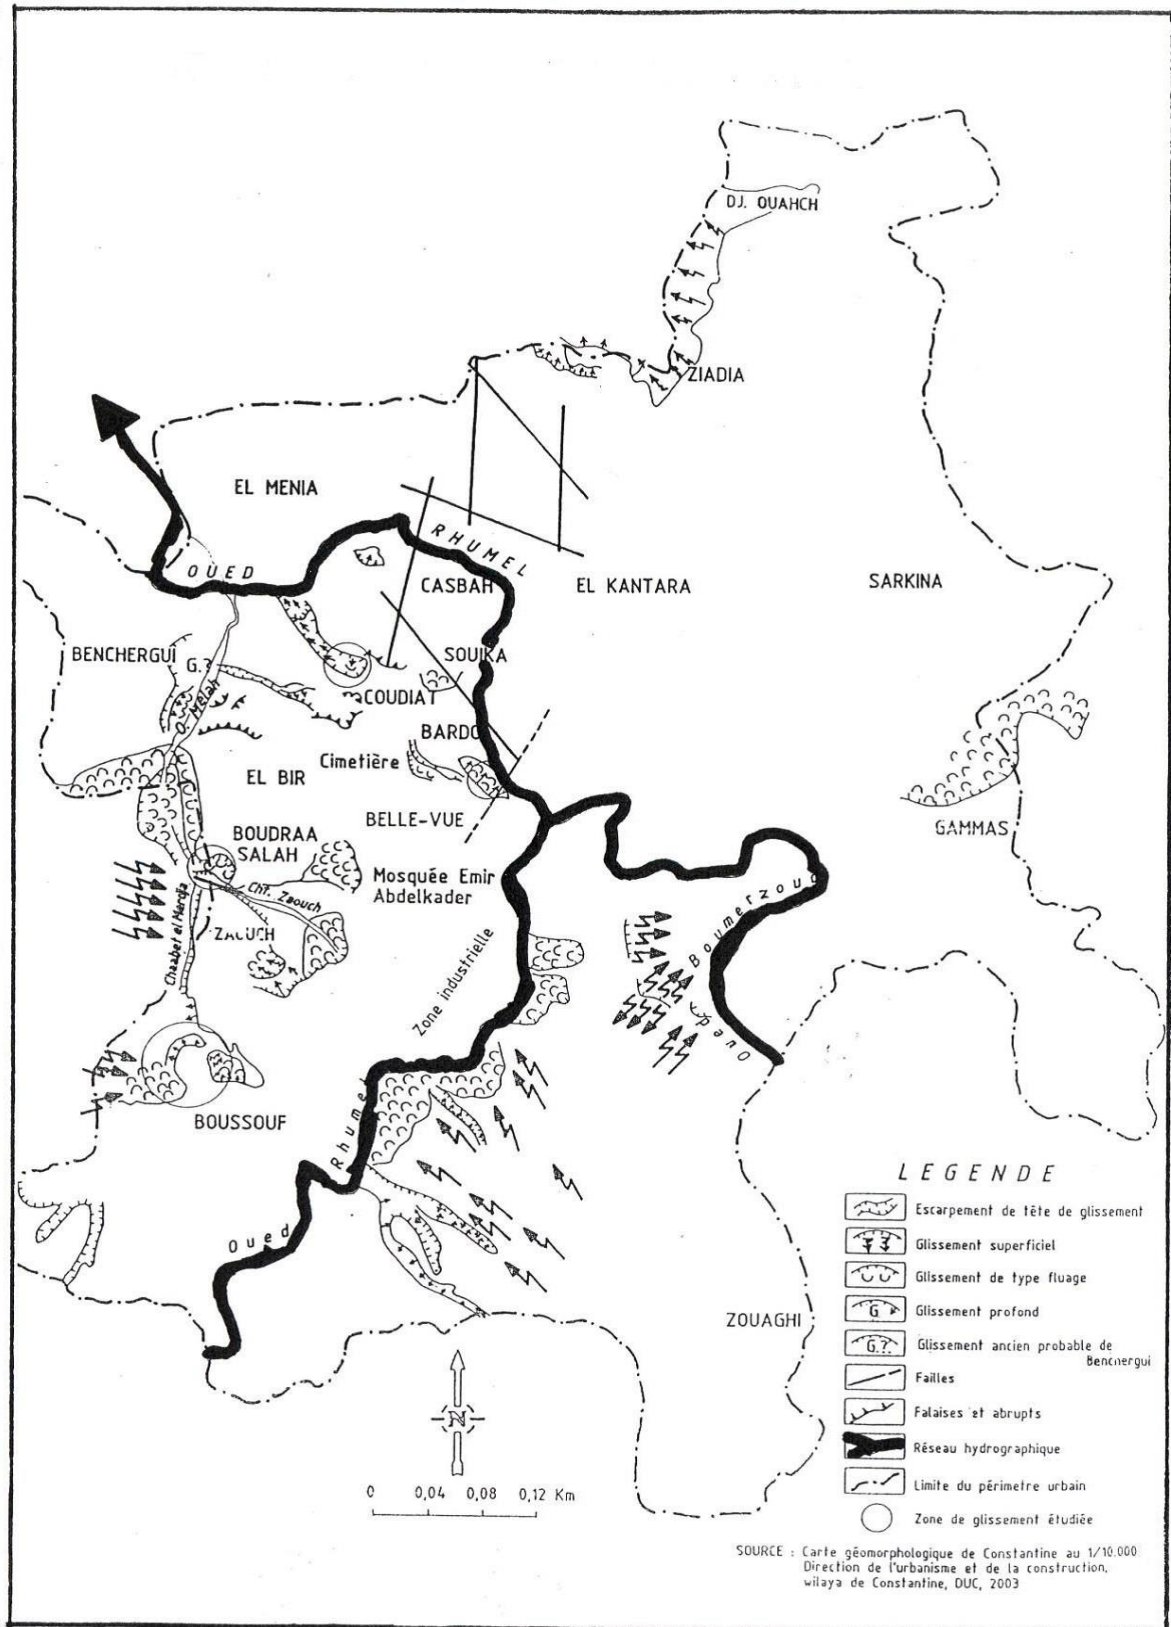 DJ. OUAHCH
ZIADIA
EL MENIA
RHUMEL
OUED
CASBAH
EL KANTARA
SARKINA
BENCHERGUI
G.?
SOUIKA
O. Melah
COUDIAT
BARDO
Cimetière
EL BIR
BELLE-VUE
GAMMAS
BOUDRAA
SALAH
Mosquée Emir
Abdelkader
Cht. Zaouch
Boumerzoug
ZAOUCH
Chaabet el Mardja
Zone industrielle
Oued
BOUSSOUF
Rhumel
Oued
ZOUAGHI
N
0 0,04 0,08 0,12 Km
LEGENDE
Escarpement de tête de glissement
Glissement superficiel
Glissement de type fluage
G
Glissement profond
G.?
Glissement ancien probable de
Benchergui
Failles
Falaises et abrupts
Réseau hydrographique
Limite du périmetre urbain
Zone de glissement étudiée
SOURCE : Carte géomorphologique de Constantine au 1/10.000
Direction de l'urbanisme et de la construction,
wilaya de Constantine, DUC, 2003